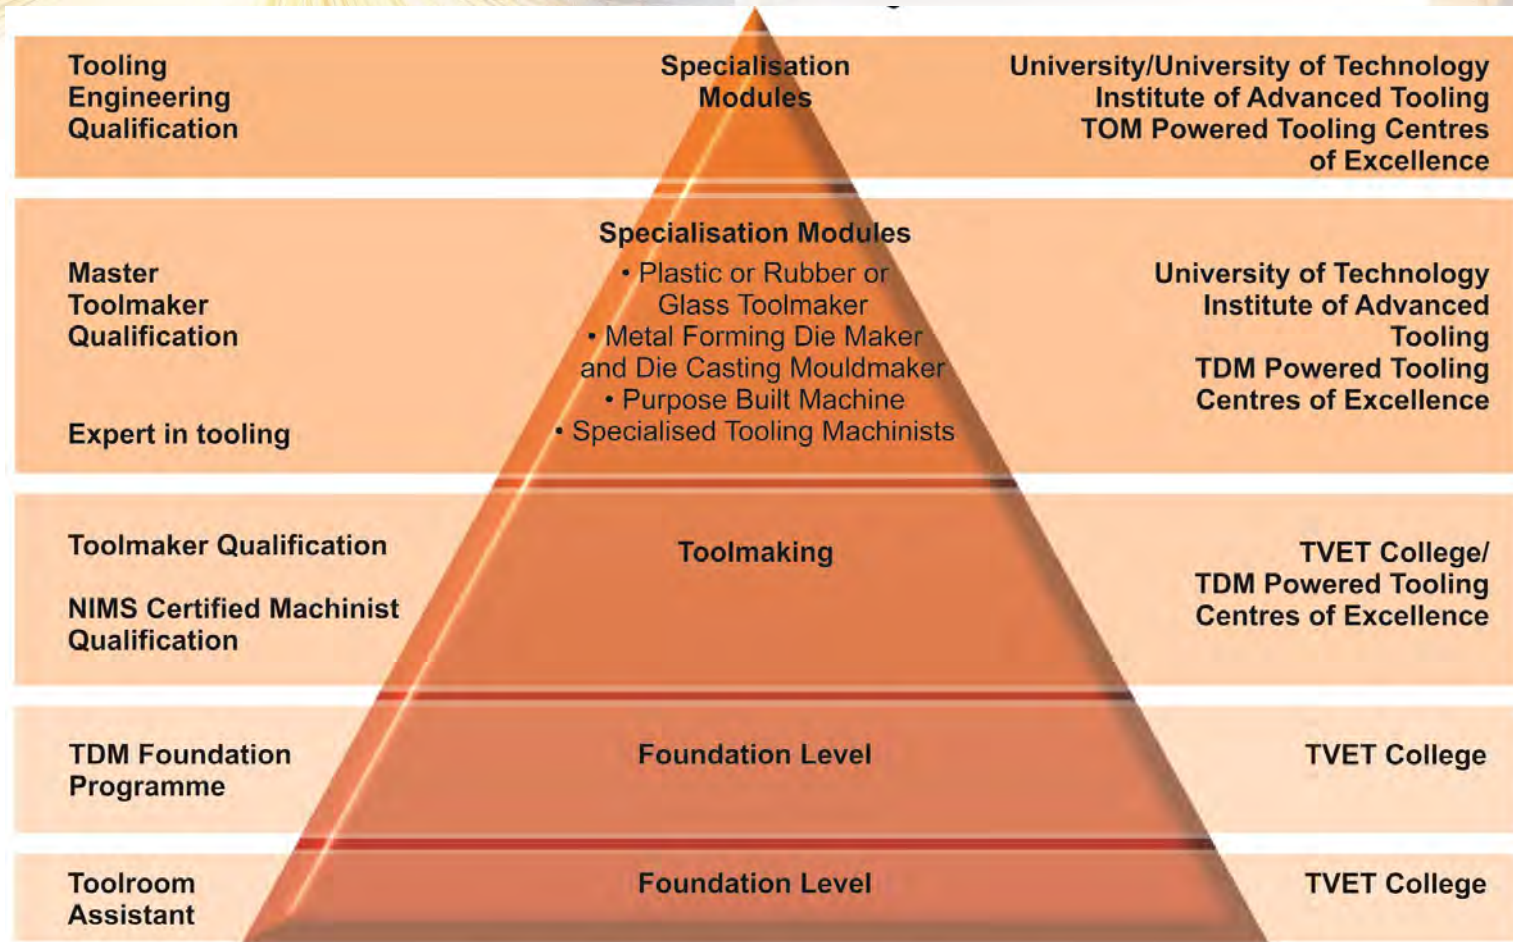 Tooling
Engineering
Qualification
Specialisation
Modules
University/University of Technology
Institute of Advanced Tooling
TOM Powered Tooling Centres
of Excellence
Master
Toolmaker
Qualification
Expert in tooling
Specialisation Modules
• Plastic or Rubber or
Glass Toolmaker
• Metal Forming Die Maker
and Die Casting Mouldmaker
• Purpose Built Machine
• Specialised Tooling Machinists
University of Technology
Institute of Advanced
Tooling
TDM Powered Tooling
Centres of Excellence
Toolmaker Qualification
NIMS Certified Machinist
Qualification
Toolmaking
TVET College/
TDM Powered Tooling
Centres of Excellence
TDM Foundation
Programme
Foundation Level
TVET College
Toolroom
Assistant
Foundation Level
TVET College